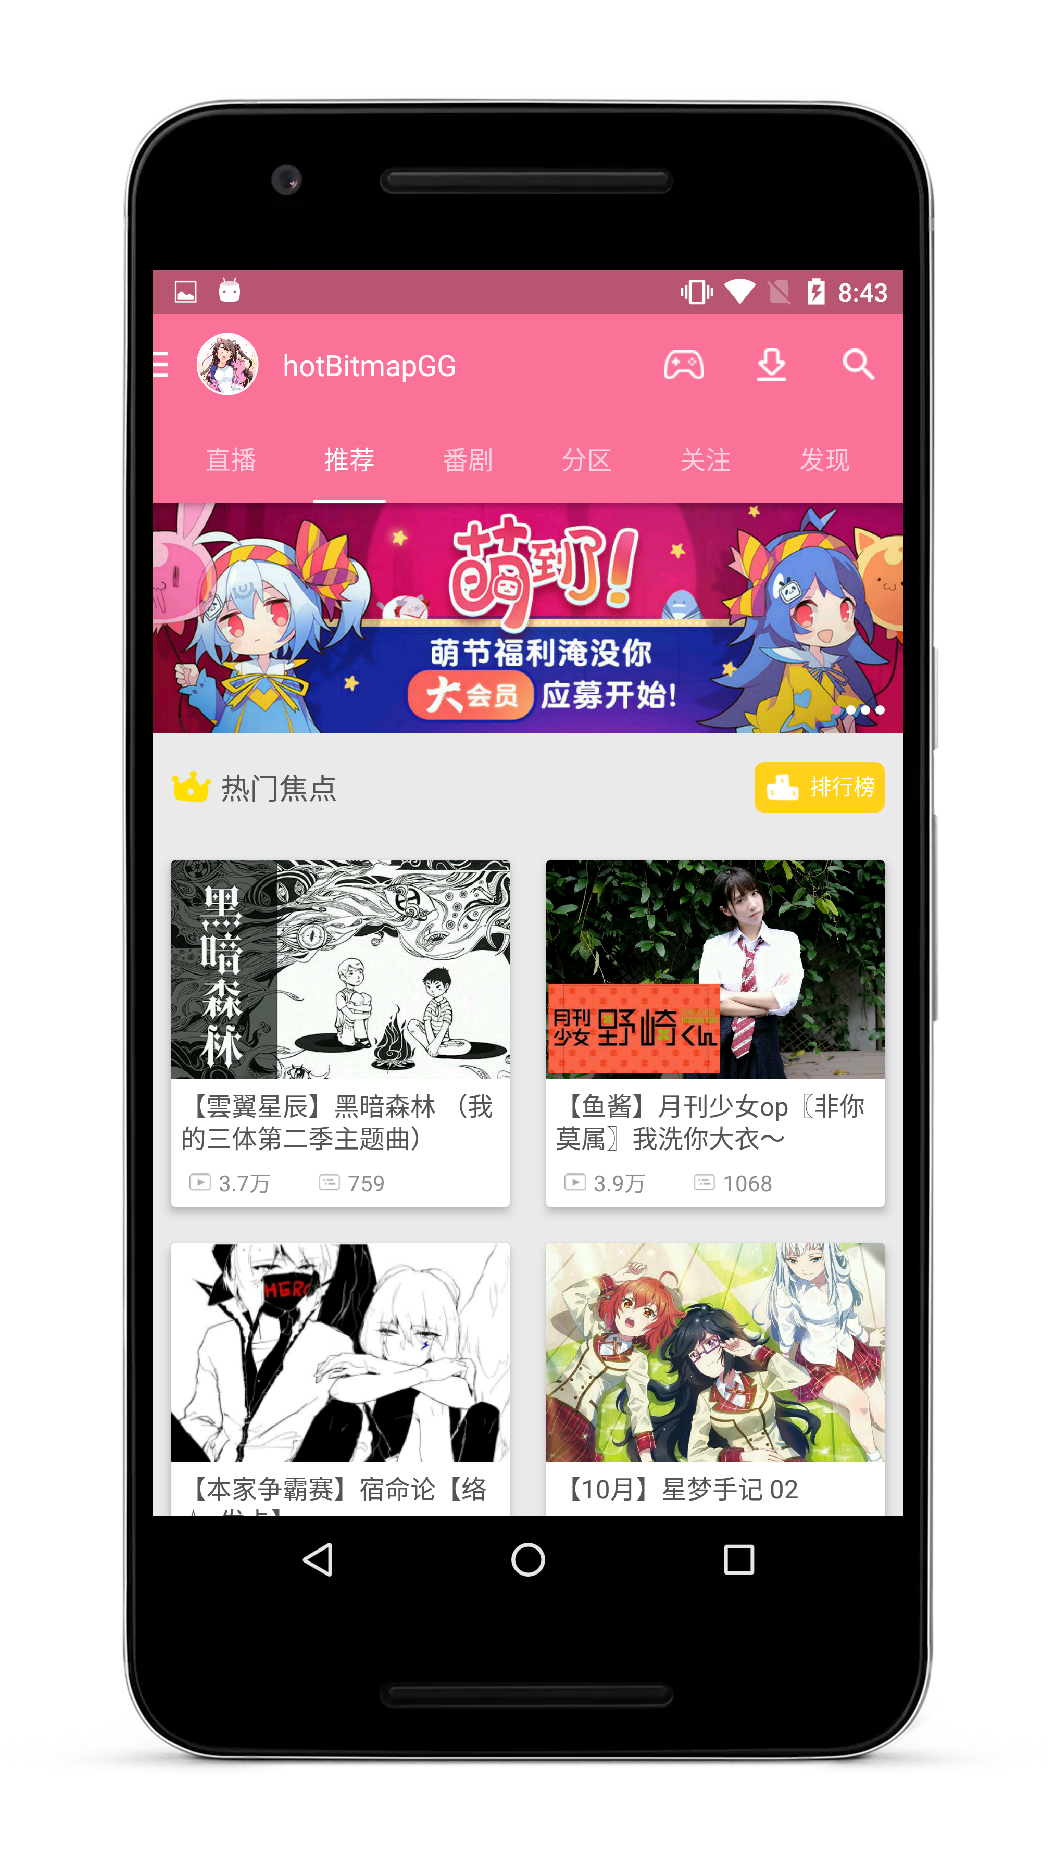 8:43
hotBitmapGG
直播 推荐 番剧 分区 关注 发现
萌到了!
萌节福利淹没你
大会员 应募开始!
热门焦点
排行榜
黑暗森林
【雲翼星辰】黑暗森林 （我
的三体第二季主题曲）
3.7万 759
月刊
少女
野崎くん
【鱼酱】月刊少女op〖非你
莫属〗我洗你大衣～
3.9万 1068
HERO
【本家争霸赛】宿命论【络
【10月】星梦手记 02